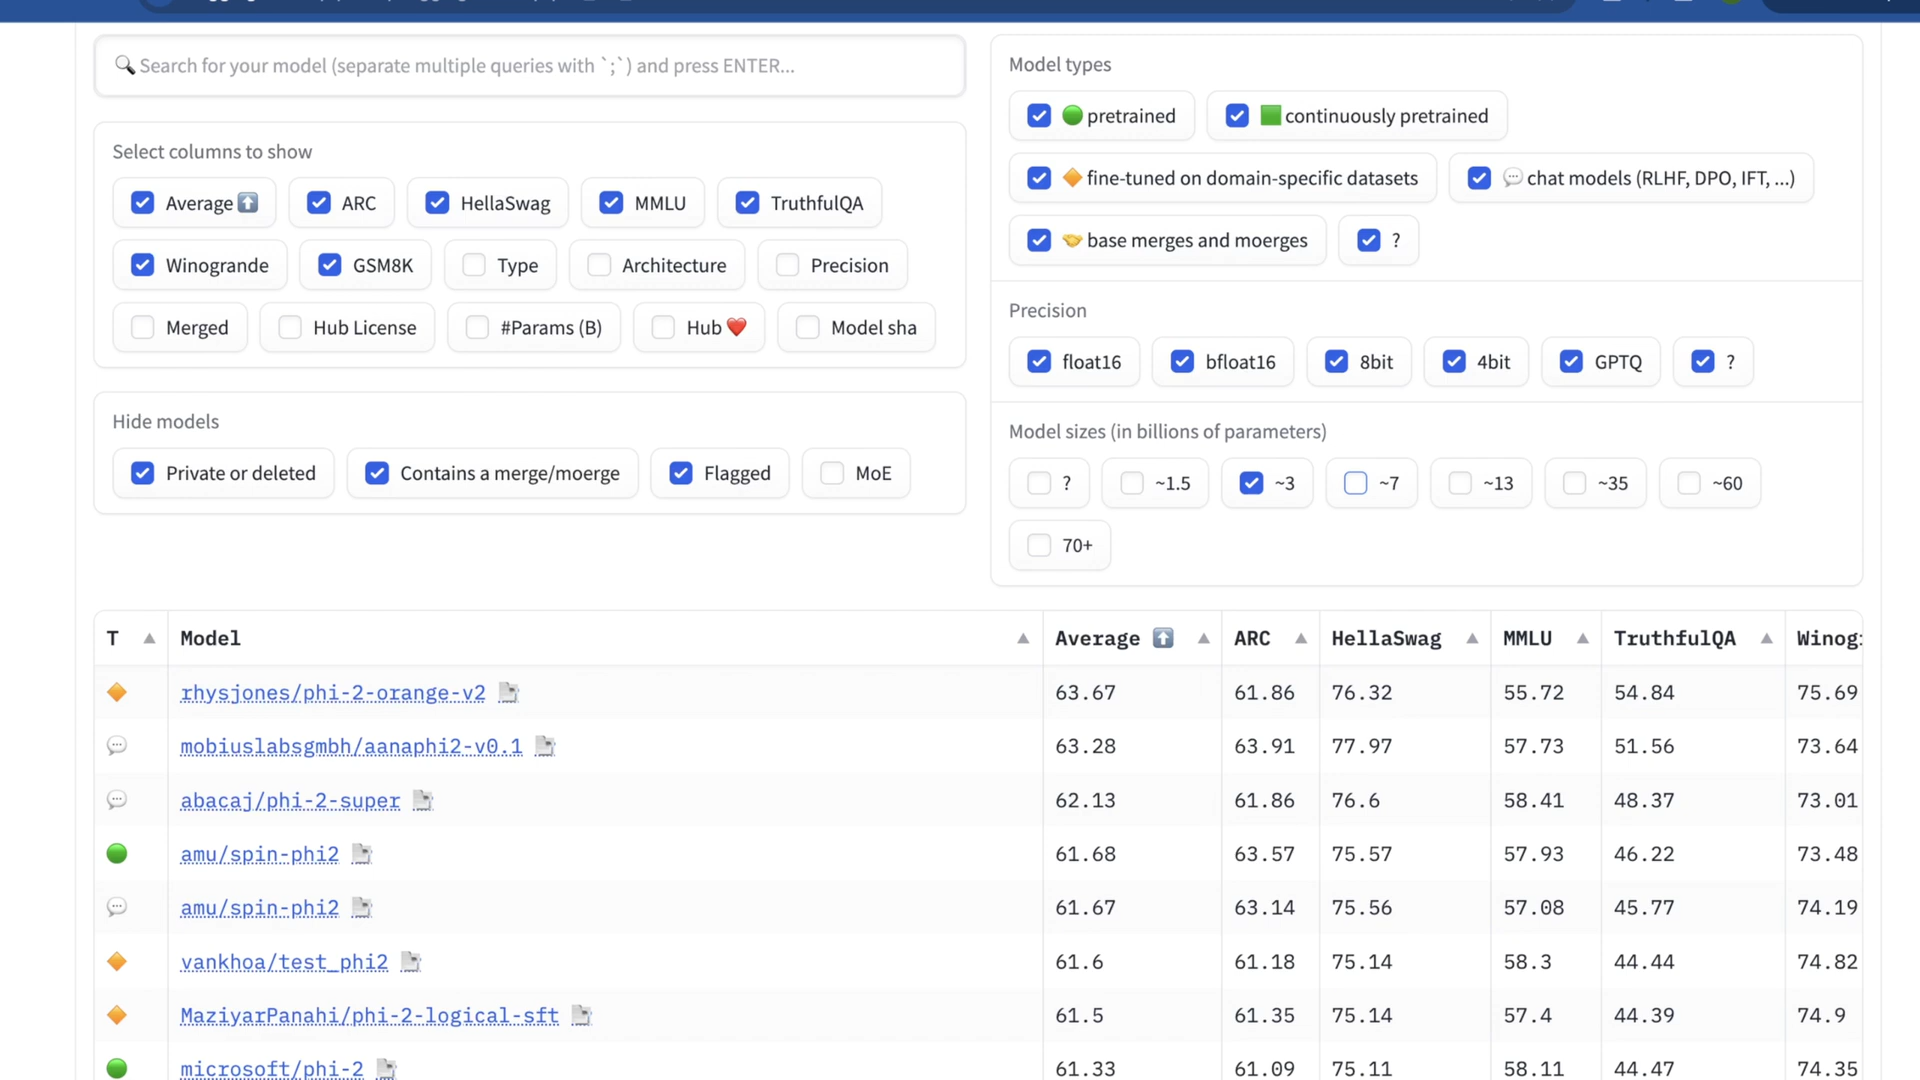 Search for your model (separate multiple queries with `;`) and press ENTER...
Select columns to show
Average ARC HellaSwag MMLU TruthfulQA
Winogrande GSM8K Type Architecture Precision
Merged Hub License #Params (B) Hub Model sha
Hide models
Private or deleted Contains a merge/moerge Flagged MoE
Model types
pretrained continuously pretrained
fine-tuned on domain-specific datasets chat models (RLHF, DPO, IFT, ...)
base merges and moerges ?
Precision
float16 bfloat16 8bit 4bit GPTQ ?
Model sizes (in billions of parameters)
? ~1.5 ~3 ~7 ~13 ~35 ~60
70+
T Model Average ARC HellaSwag MMLU TruthfulQA
rhysjones/phi-2-orange-v2 63.67 61.86 76.32 55.72 54.84 75.69
mobiuslabsgmbh/aanaphi2-v0.1 63.28 63.91 77.97 57.73 51.56 73.64
abacaj/phi-2-super 62.13 61.86 76.6 58.41 48.37 73.01
amu/spin-phi2 61.68 63.57 75.57 57.93 46.22 73.48
amu/spin-phi2 61.67 63.14 75.56 57.08 45.77 74.19
vankhoa/test_phi2 61.6 61.18 75.14 58.3 44.44 74.82
MaziyarPanahi/phi-2-logical-sft 61.5 61.35 75.14 57.4 44.39 74.9
microsoft/phi-2 61.33 61.09 75.11 58.11 44.47 74.35